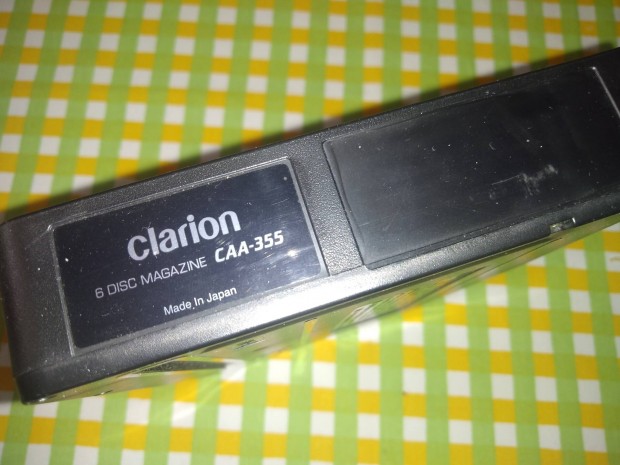 Clarion
6 DISC MAGAZINE CAA-355
Made In Japan